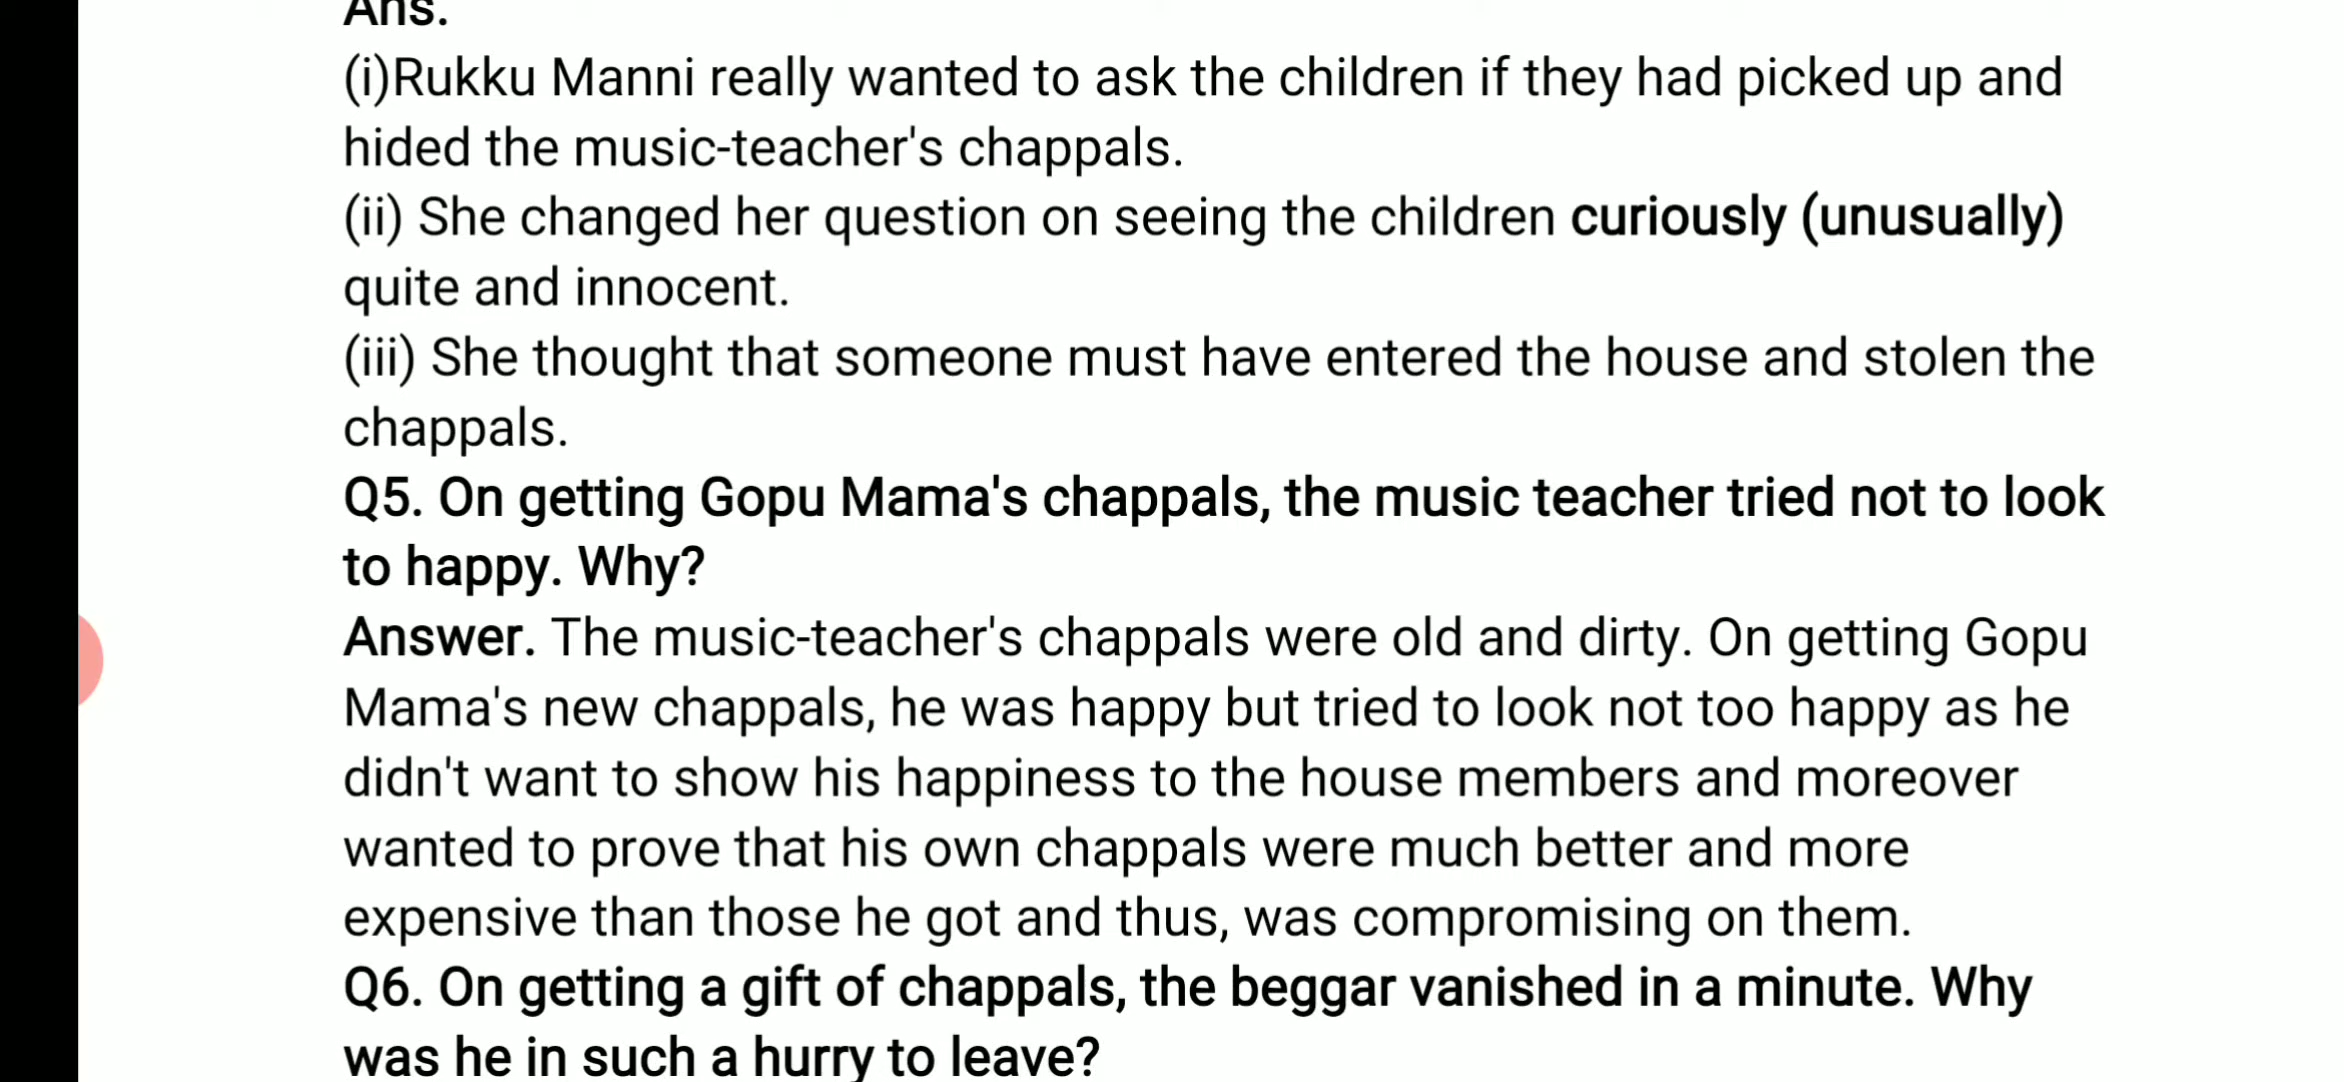 Ans.
(i)Rukku Manni really wanted to ask the children if they had picked up and
hided the music-teacher's chappals.
(ii) She changed her question on seeing the children curiously (unusually)
quite and innocent.
(iii) She thought that someone must have entered the house and stolen the
chappals.
Q5. On getting Gopu Mama's chappals, the music teacher tried not to look
to happy. Why?
Answer. The music-teacher's chappals were old and dirty. On getting Gopu
Mama's new chappals, he was happy but tried to look not too happy as he
didn't want to show his happiness to the house members and moreover
wanted to prove that his own chappals were much better and more
expensive than those he got and thus, was compromising on them.
Q6. On getting a gift of chappals, the beggar vanished in a minute. Why
was he in such a hurry to leave?